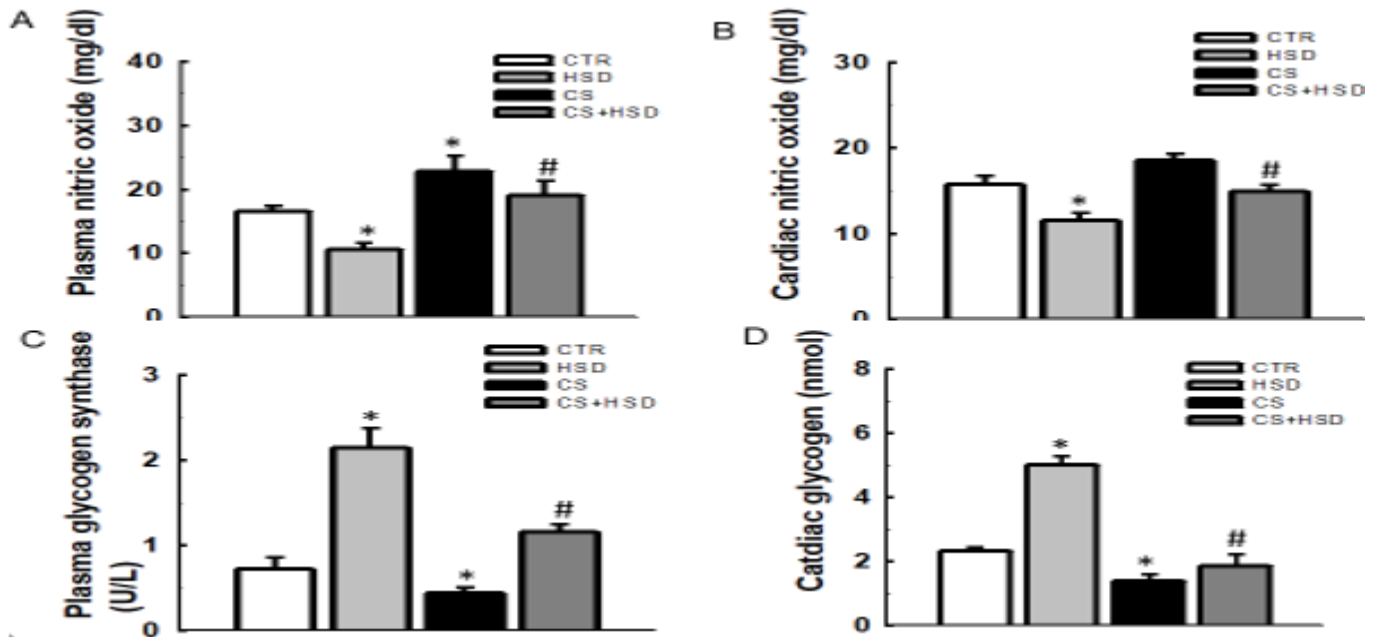 A
Plasma nitric oxide (mg/dl)
40
30
20
10
0
CTR
HSD
CS
CS+HSD
*
*
#
B
Cardiac nitric oxide (mg/dl)
30
20
10
0
CTR
HSD
CS
CS+HSD
*
#
C
Plasma glycogen synthase
(U/L)
3
2
1
0
CTR
HSD
CS
CS+HSD
*
*
#
D
Catdiac glycogen (nmol)
8
6
4
2
0
CTR
HSD
CS
CS+HSD
*
*
#